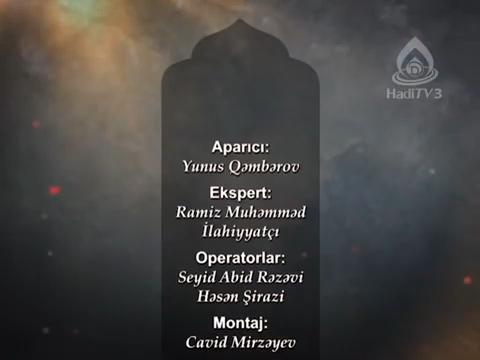 HadiTV3
Aparıcı:
Yunus Qəmbərov
Ekspert:
Ramiz Muhəmməd
İlahiyyatçı
Operatorlar:
Seyid Abid Rəzəvi
Həsən Şirazi
Montaj:
Cavid Mirzəyev